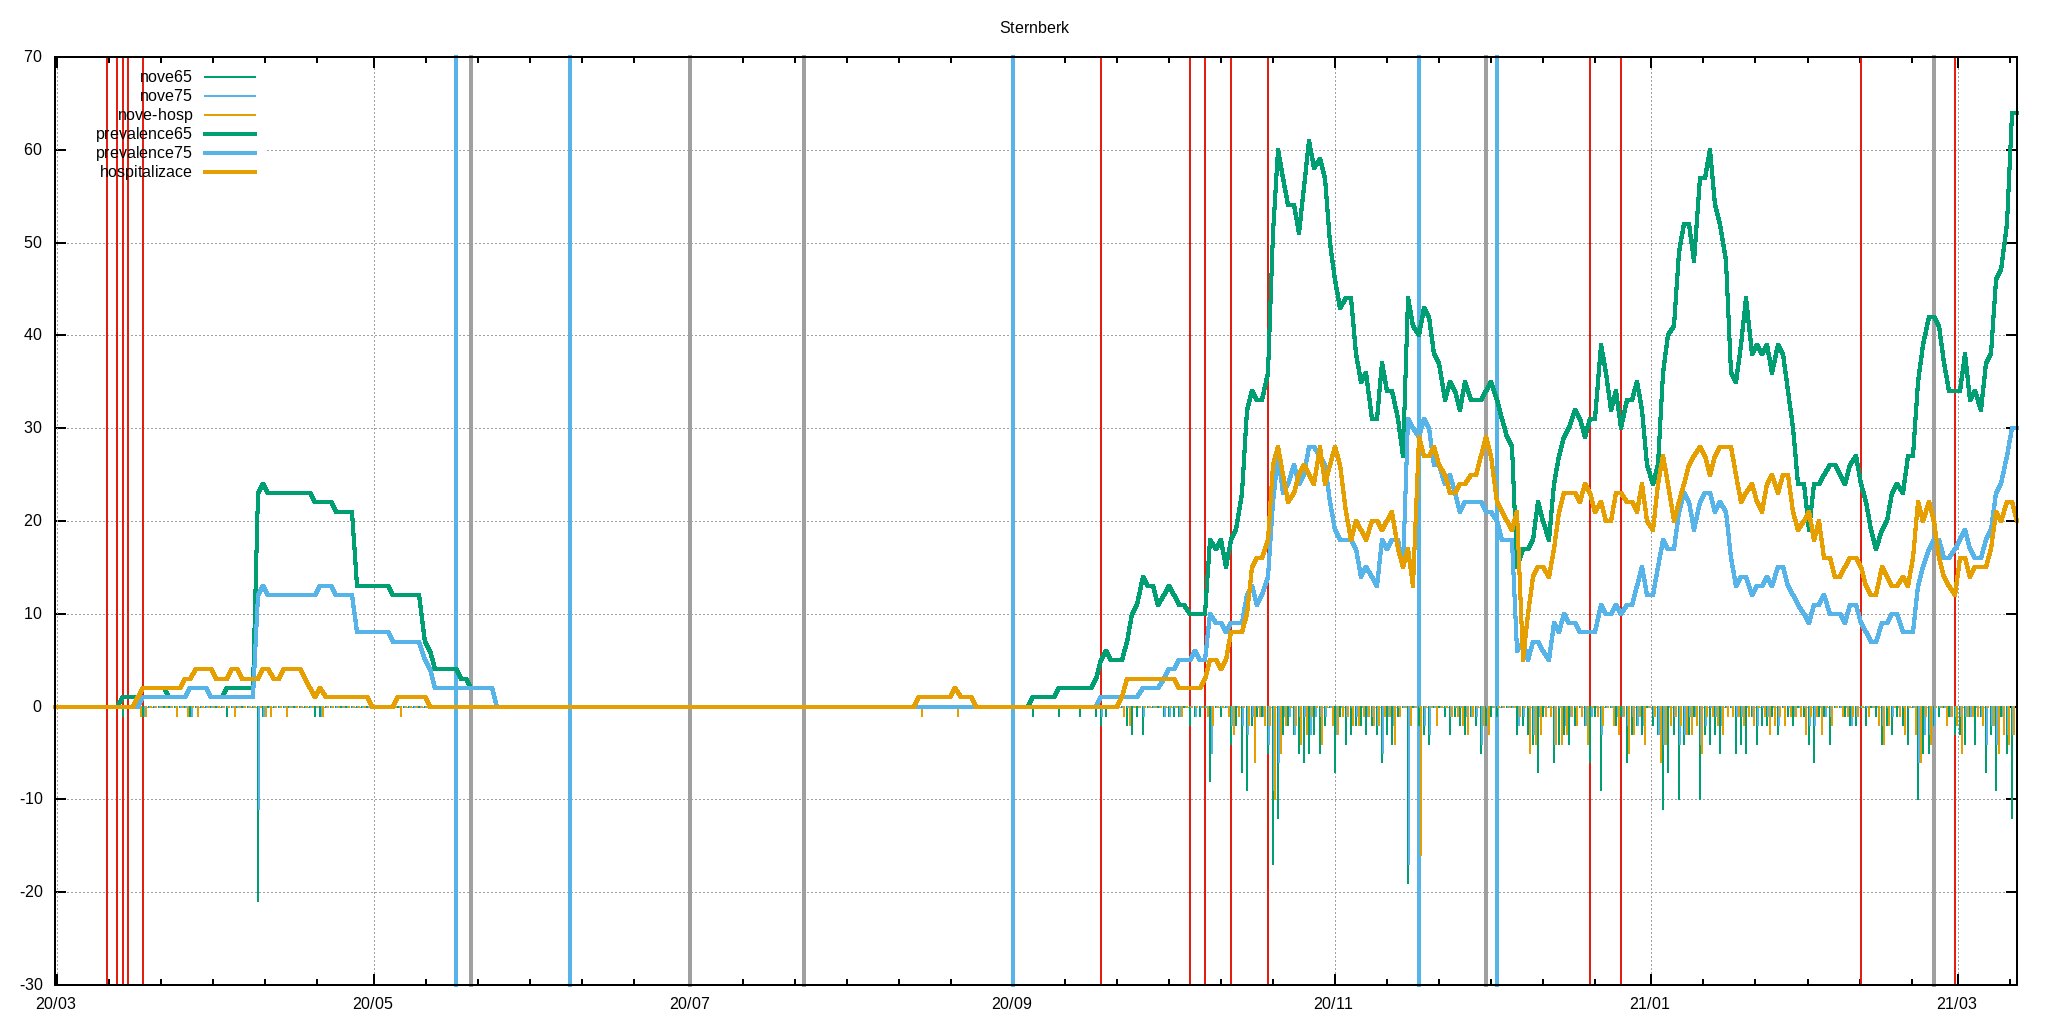 Sternberk
70
60
50
40
30
20
10
0
-10
-20
-30
nove65
nove75
nove-hosp
prevalence65
prevalence75
hospitalizace
20/03 20/05 20/07 20/09 20/11 21/01 21/03